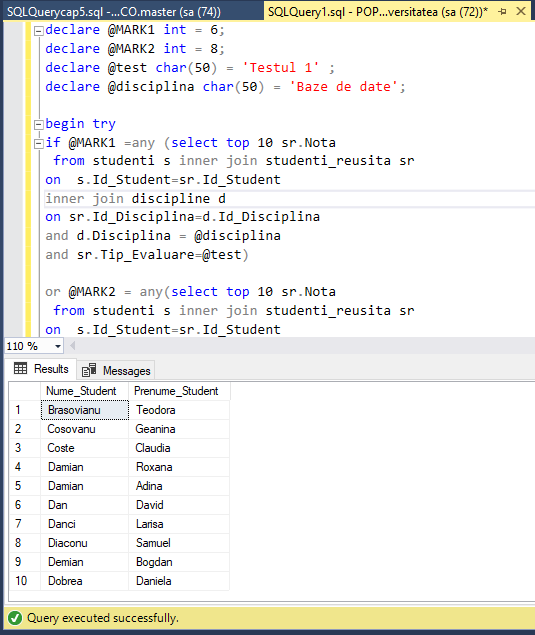 SQLQuerycap5.sql -...CO.master (sa (74)) SQLQuery1.sql - POP...versitatea (sa (72))*
declare @MARK1 int = 6;
declare @MARK2 int = 8;
declare @test char(50) = 'Testul 1' ;
declare @disciplina char(50) = 'Baze de date';
begin try
if @MARK1 =any (select top 10 sr.Nota
from studenti s inner join studenti_reusita sr
on  s.Id_Student=sr.Id_Student
inner join discipline d
on sr.Id_Disciplina=d.Id_Disciplina
and d.Disciplina = @disciplina
and sr.Tip_Evaluare=@test)
or @MARK2 = any(select top 10 sr.Nota
from studenti s inner join studenti_reusita sr
on  s.Id_Student=sr.Id_Student
110 %
Results Messages
Nume_Student Prenume_Student
1 Brasovianu Teodora
2 Cosovanu Geanina
3 Coste Claudia
4 Damian Roxana
5 Damian Adina
6 Dan David
7 Danci Larisa
8 Diaconu Samuel
9 Demian Bogdan
10 Dobrea Daniela
Query executed successfully.